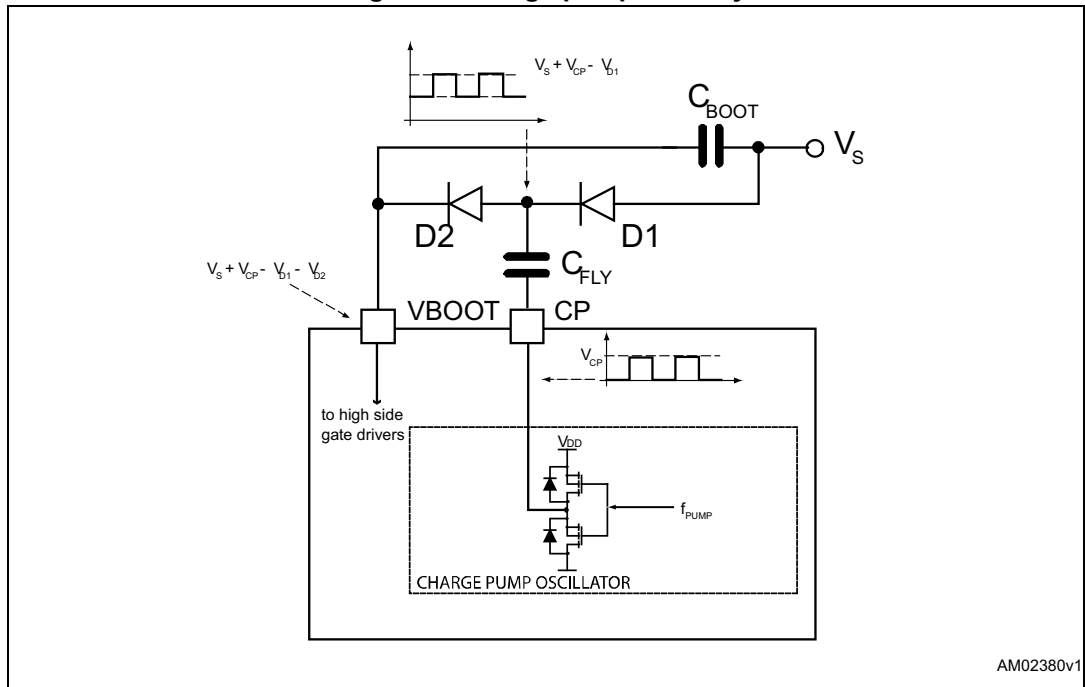 V_S + V_CP - V_D1
C_BOOT
V_S
D2
D1
C_FLY
V_S + V_CP - V_D1 - V_D2
VBOOT
CP
V_CP
to high side
gate drivers
V_DD
f_PUMP
CHARGE PUMP OSCILLATOR
AM02380v1